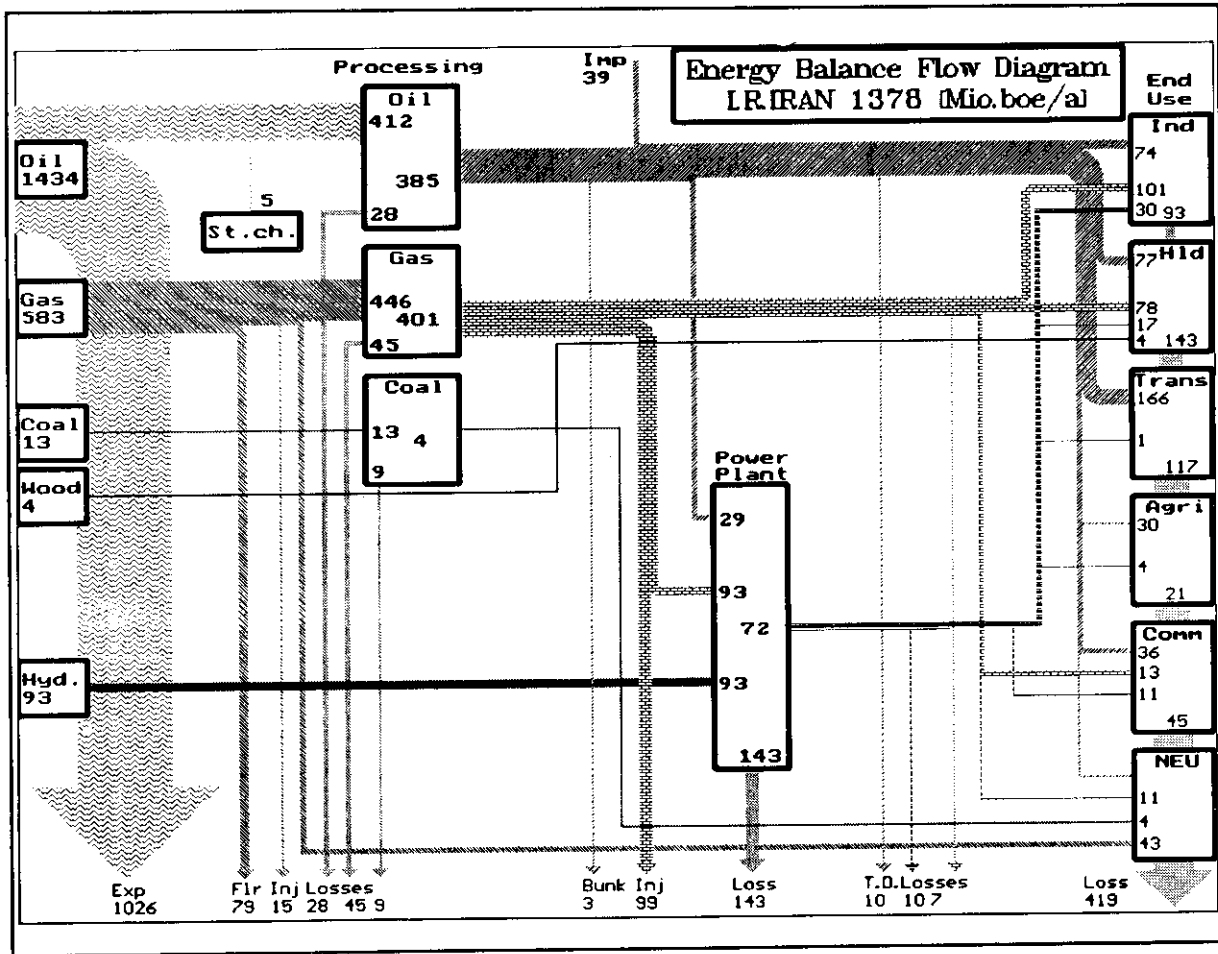 Energy Balance Flow Diagram
I.R.IRAN 1378 [Mio.boe/a]
Processing
Imp
39
End
Use
Oil
1434
Gas
583
Coal
13
Wood
4
Hyd.
93
5
St.ch.
Oil
412
385
28
Gas
446
401
45
Coal
13
4
9
Power
Plant
29
93
72
93
143
Ind
74
101
30 93
Hld
77
78
17
4 143
Trans
166
1
117
Agri
30
4
21
Comm
36
13
11
45
NEU
11
4
43
Exp
1026
Flr Inj Losses
79 15 28 45 9
Bunk Inj
3 99
Loss
143
T.D.Losses
10 10 7
Loss
419